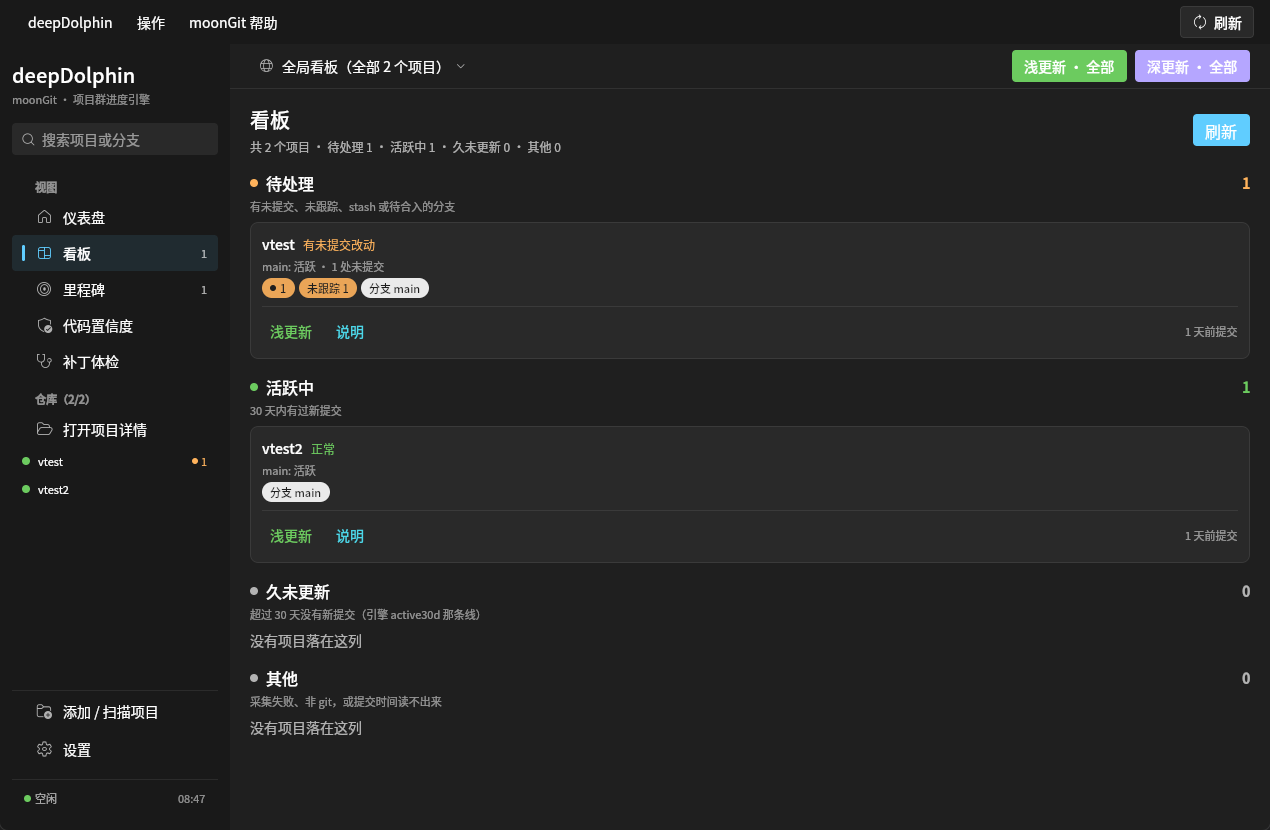 deepDolphin 操作 moonGit 帮助 刷新
deepDolphin
moonGit · 项目群进度引擎
搜索项目或分支
视图
仪表盘
看板 1
里程碑 1
代码置信度
补丁体检
仓库（2/2）
打开项目详情
vtest 1
vtest2
添加 / 扫描项目
设置
空闲 08:47
全局看板（全部 2 个项目） 浅更新 · 全部 深更新 · 全部
看板
共 2 个项目 · 待处理 1 · 活跃中 1 · 久未更新 0 · 其他 0
刷新
待处理 1
有未提交、未跟踪、stash 或待合入的分支
vtest 有未提交改动
main: 活跃 · 1 处未提交
1 未跟踪 1 分支 main
浅更新 说明 1 天前提交
活跃中 1
30 天内有过新提交
vtest2 正常
main: 活跃
分支 main
浅更新 说明 1 天前提交
久未更新 0
超过 30 天没有新提交（引擎 active30d 那条线）
没有项目落在这列
其他 0
采集失败、非 git，或提交时间读不出来
没有项目落在这列